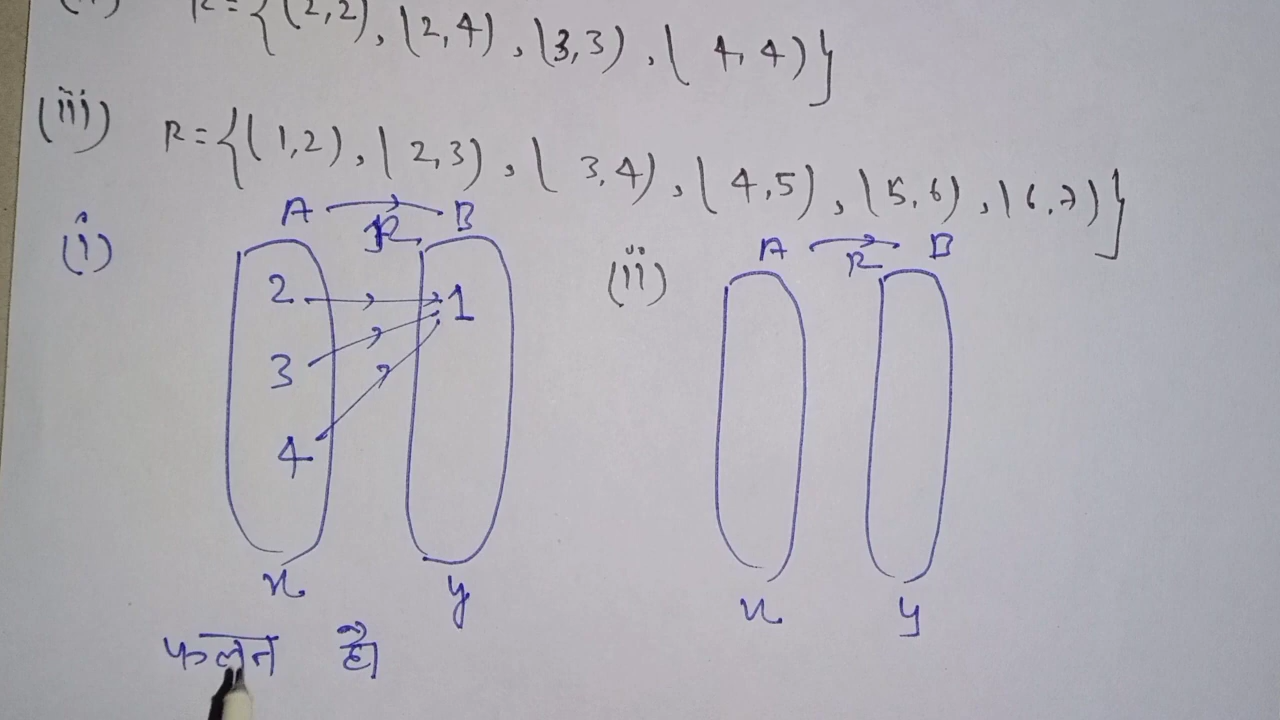 R={(2,2), (2,4), (3,3), (4,4)}
(iii) R={(1,2), (2,3), (3,4), (4,5), (5,6), (6,7)}
(i) A R B
2 1
3
4
x y
फलन है।
(ii) A R B
x y